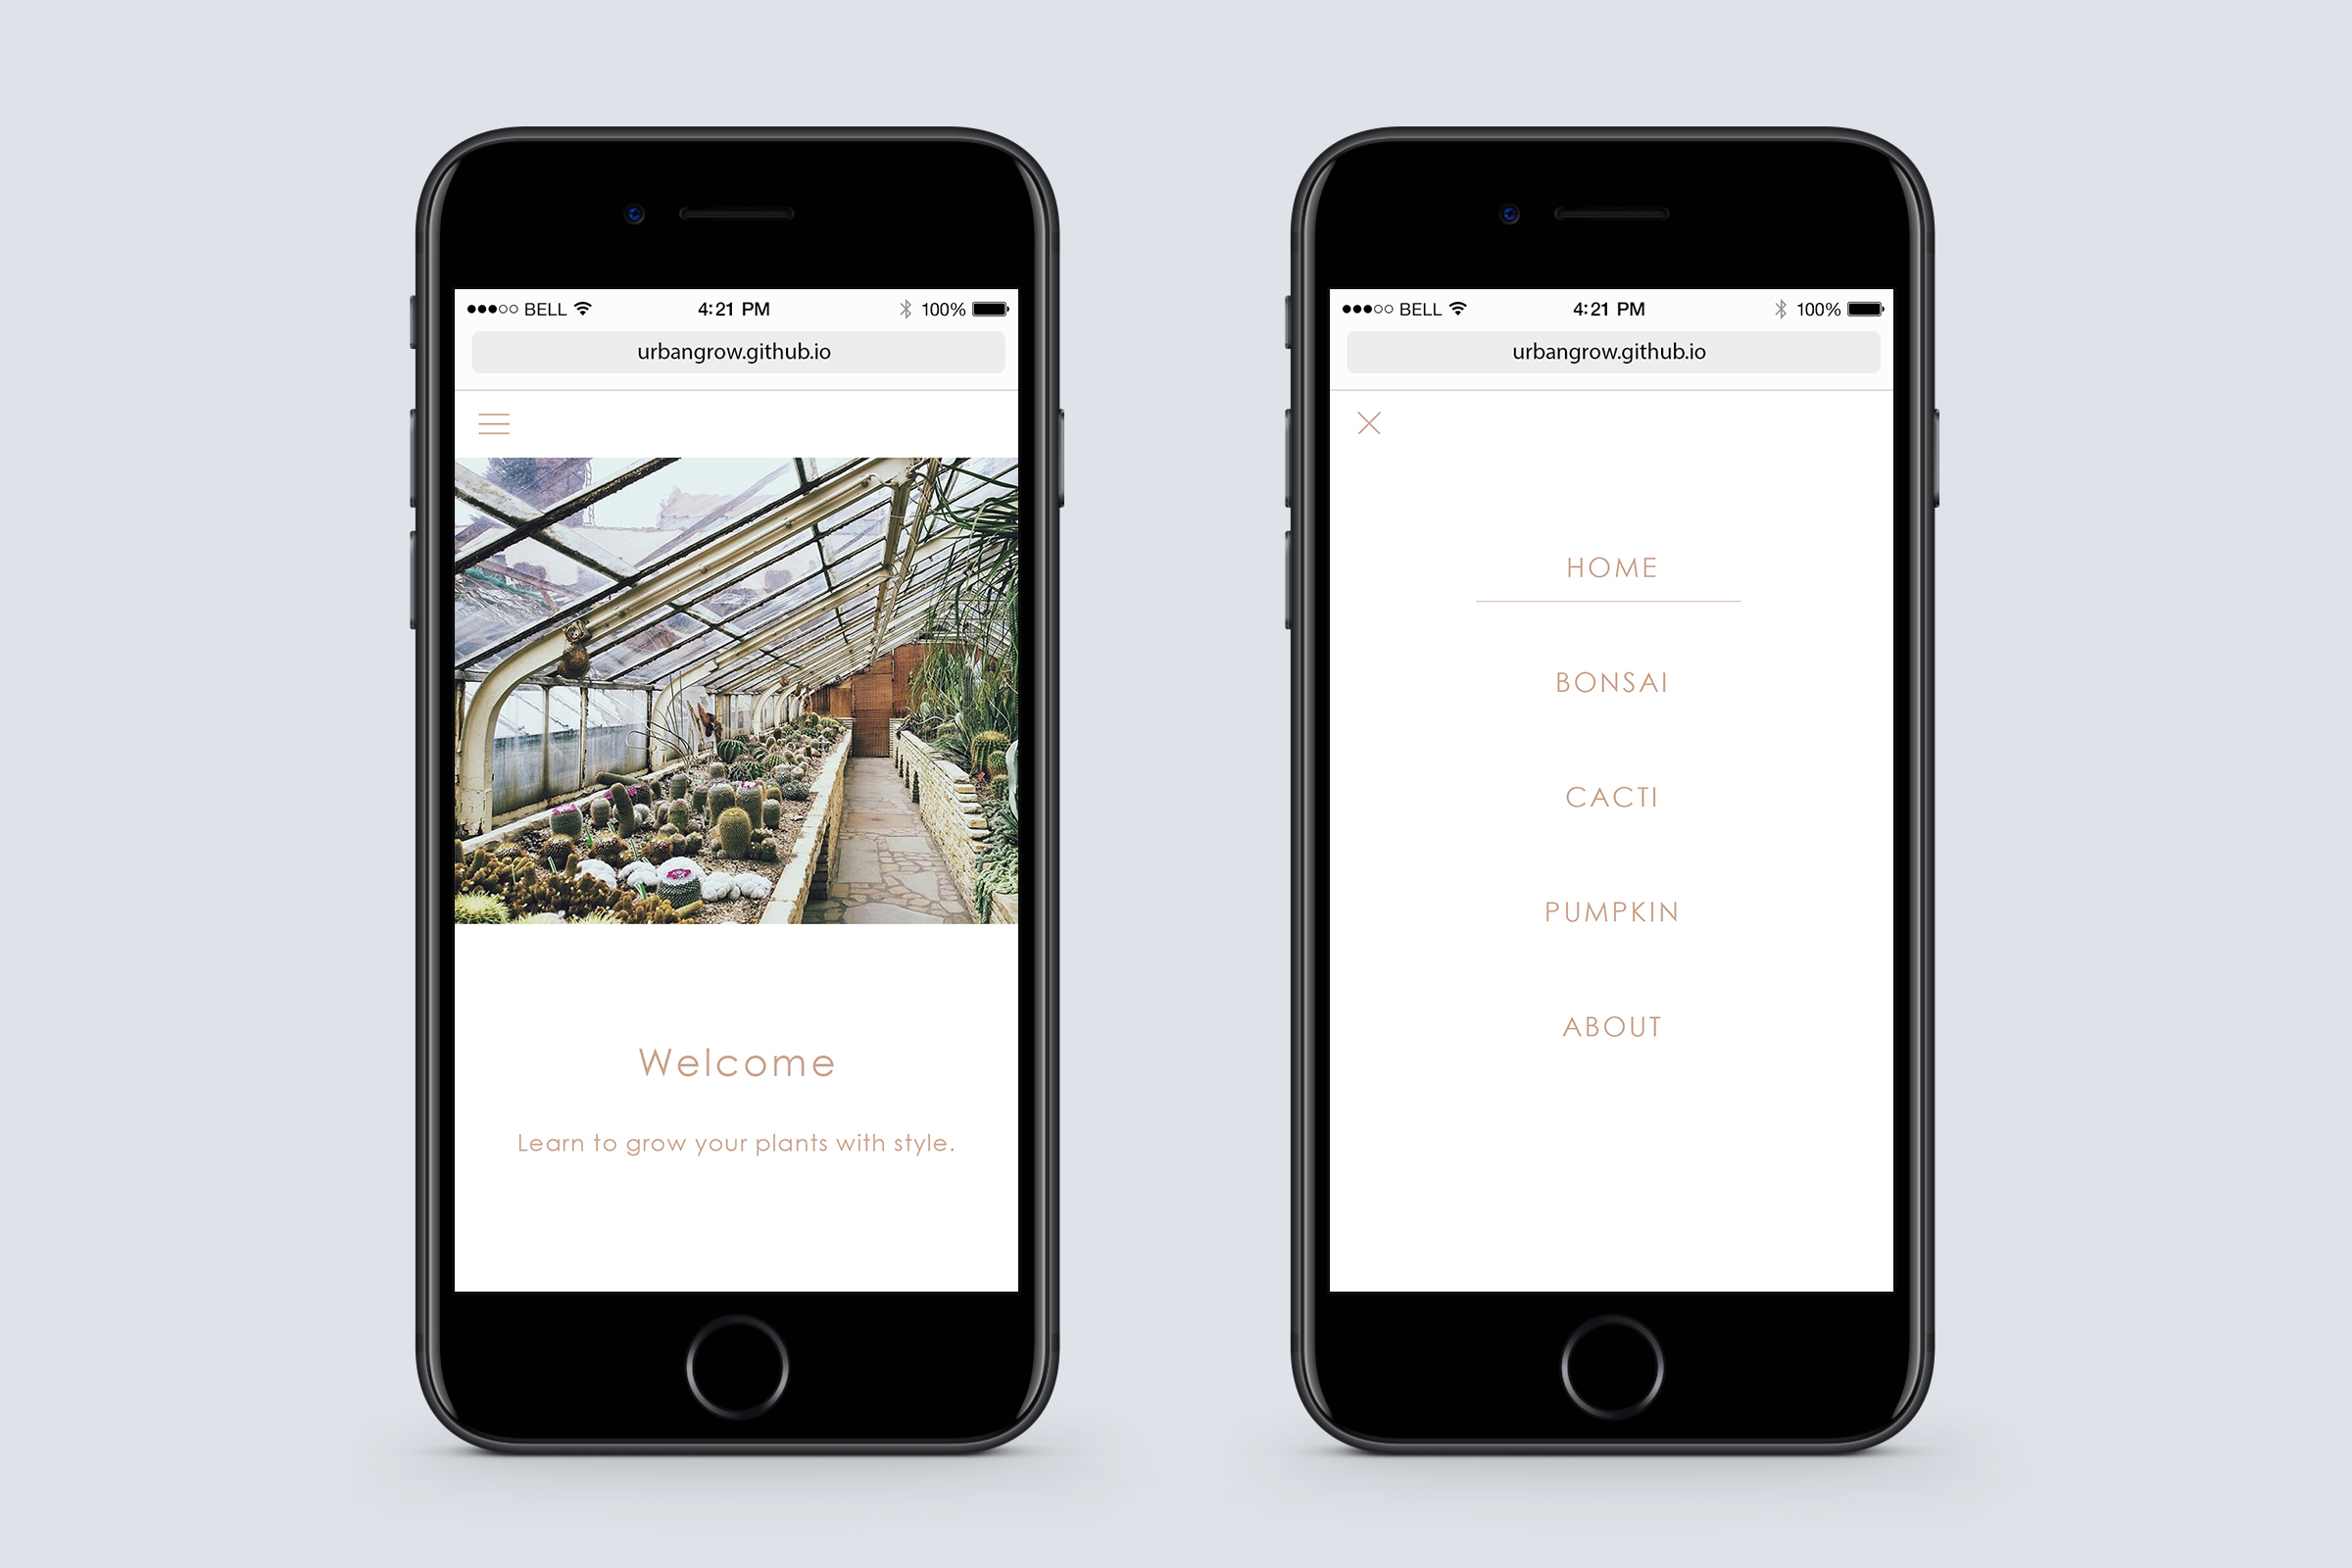 BELL 4:21 PM 100%
urbangrow.github.io
Welcome
Learn to grow your plants with style.
BELL 4:21 PM 100%
urbangrow.github.io
HOME
BONSAI
CACTI
PUMPKIN
ABOUT